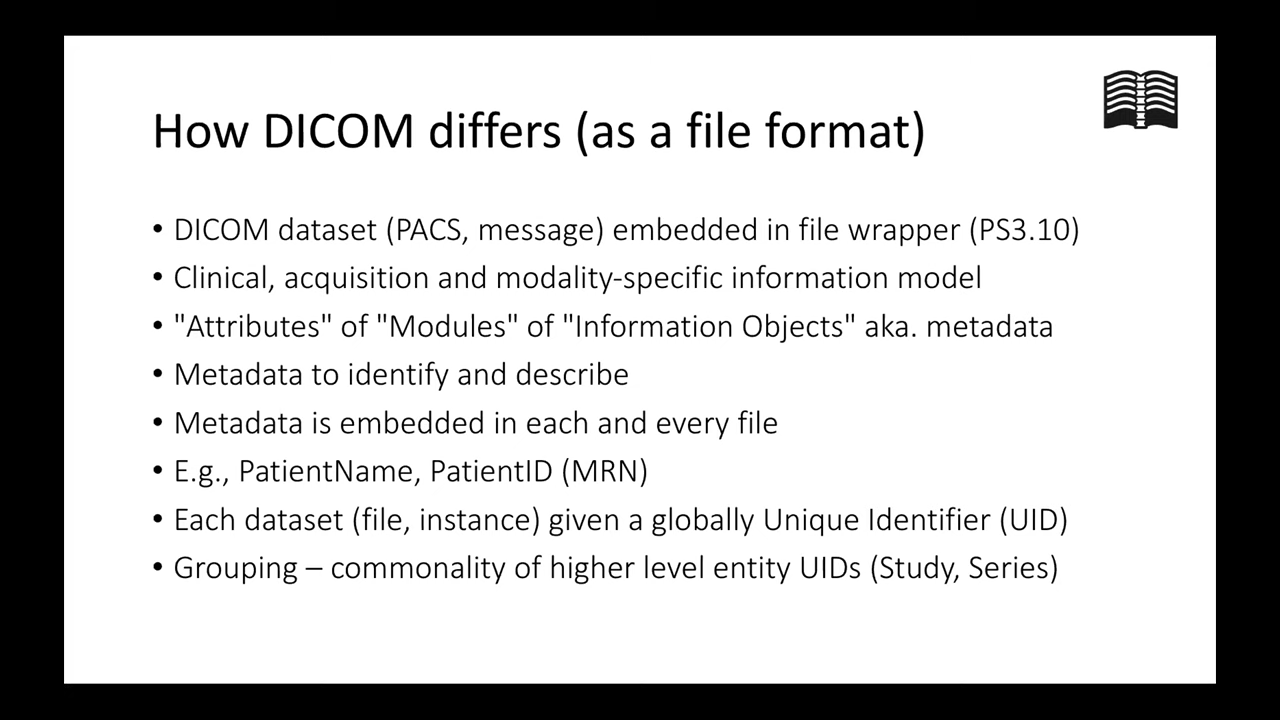 How DICOM differs (as a file format)
• DICOM dataset (PACS, message) embedded in file wrapper (PS3.10)
• Clinical, acquisition and modality-specific information model
• "Attributes" of "Modules" of "Information Objects" aka. metadata
• Metadata to identify and describe
• Metadata is embedded in each and every file
• E.g., PatientName, PatientID (MRN)
• Each dataset (file, instance) given a globally Unique Identifier (UID)
• Grouping – commonality of higher level entity UIDs (Study, Series)